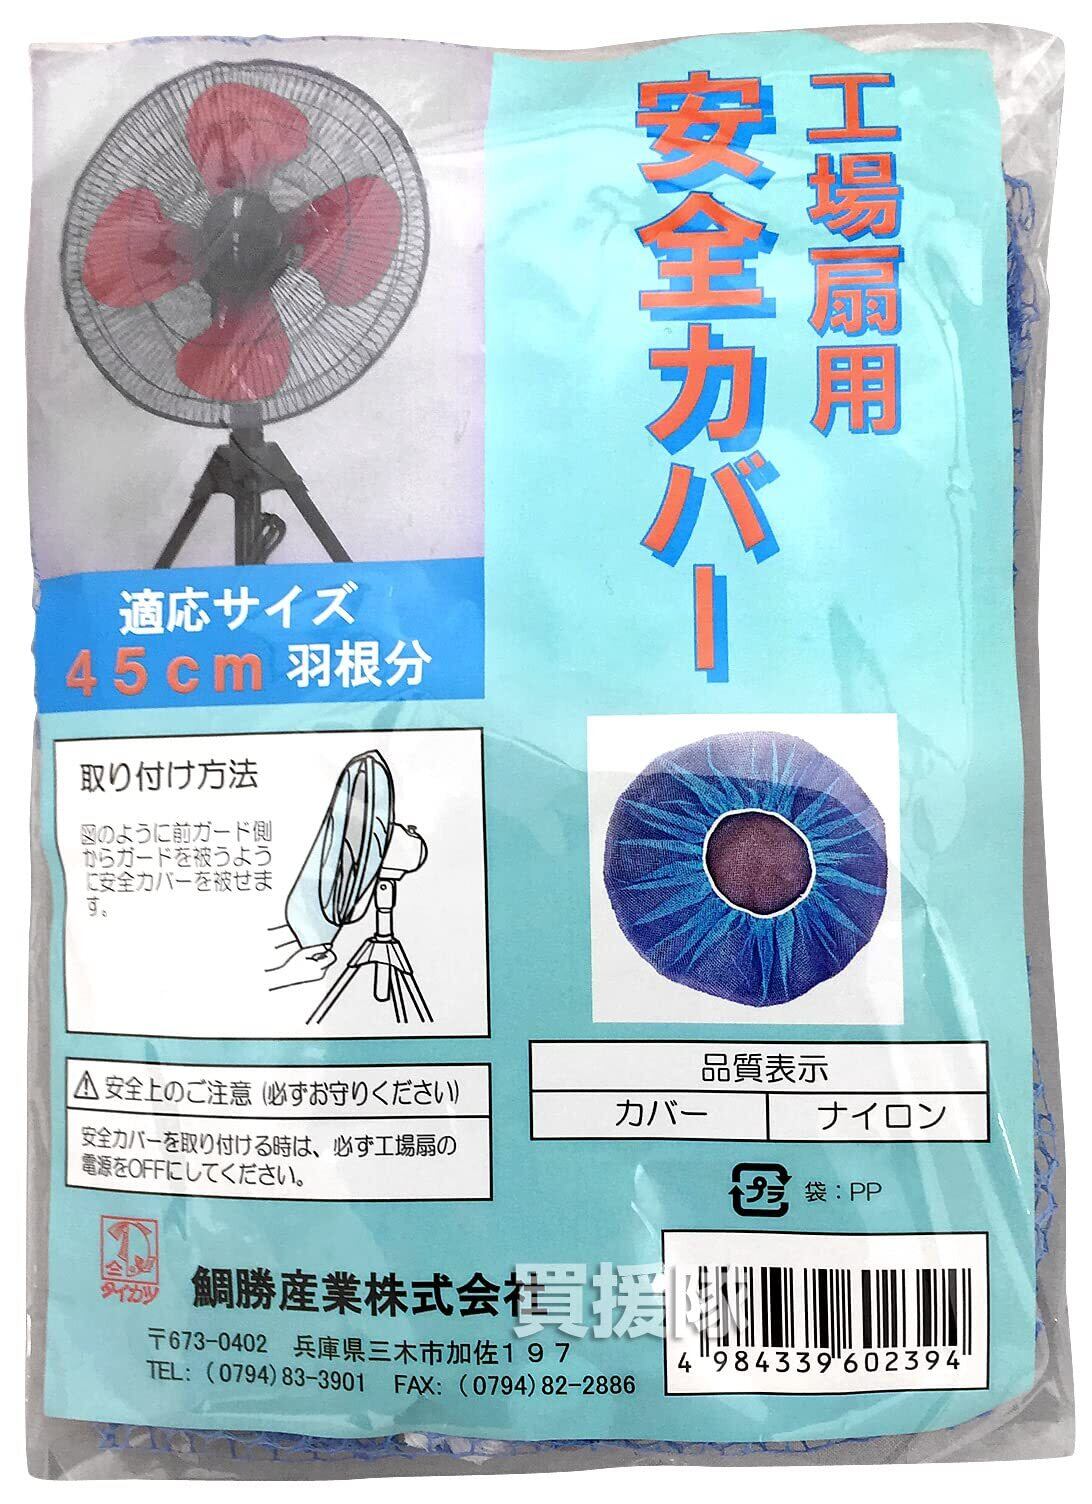 工場扇用
安全カバー
適応サイズ
45cm 羽根分
取り付け方法
図のように前ガード側
からガードを被うよう
に安全カバーを被せま
す。
安全上のご注意 (必ずお守りください)
安全カバーを取り付ける時は、必ず工場扇の
電源をOFFにしてください。
品質表示
カバー ナイロン
プラ 袋：PP
タイカツ
鯛勝産業株式会社
買援隊
〒673-0402 兵庫県三木市加佐197
TEL: (0794)83-3901 FAX: (0794)82-2886
4 984339 602394